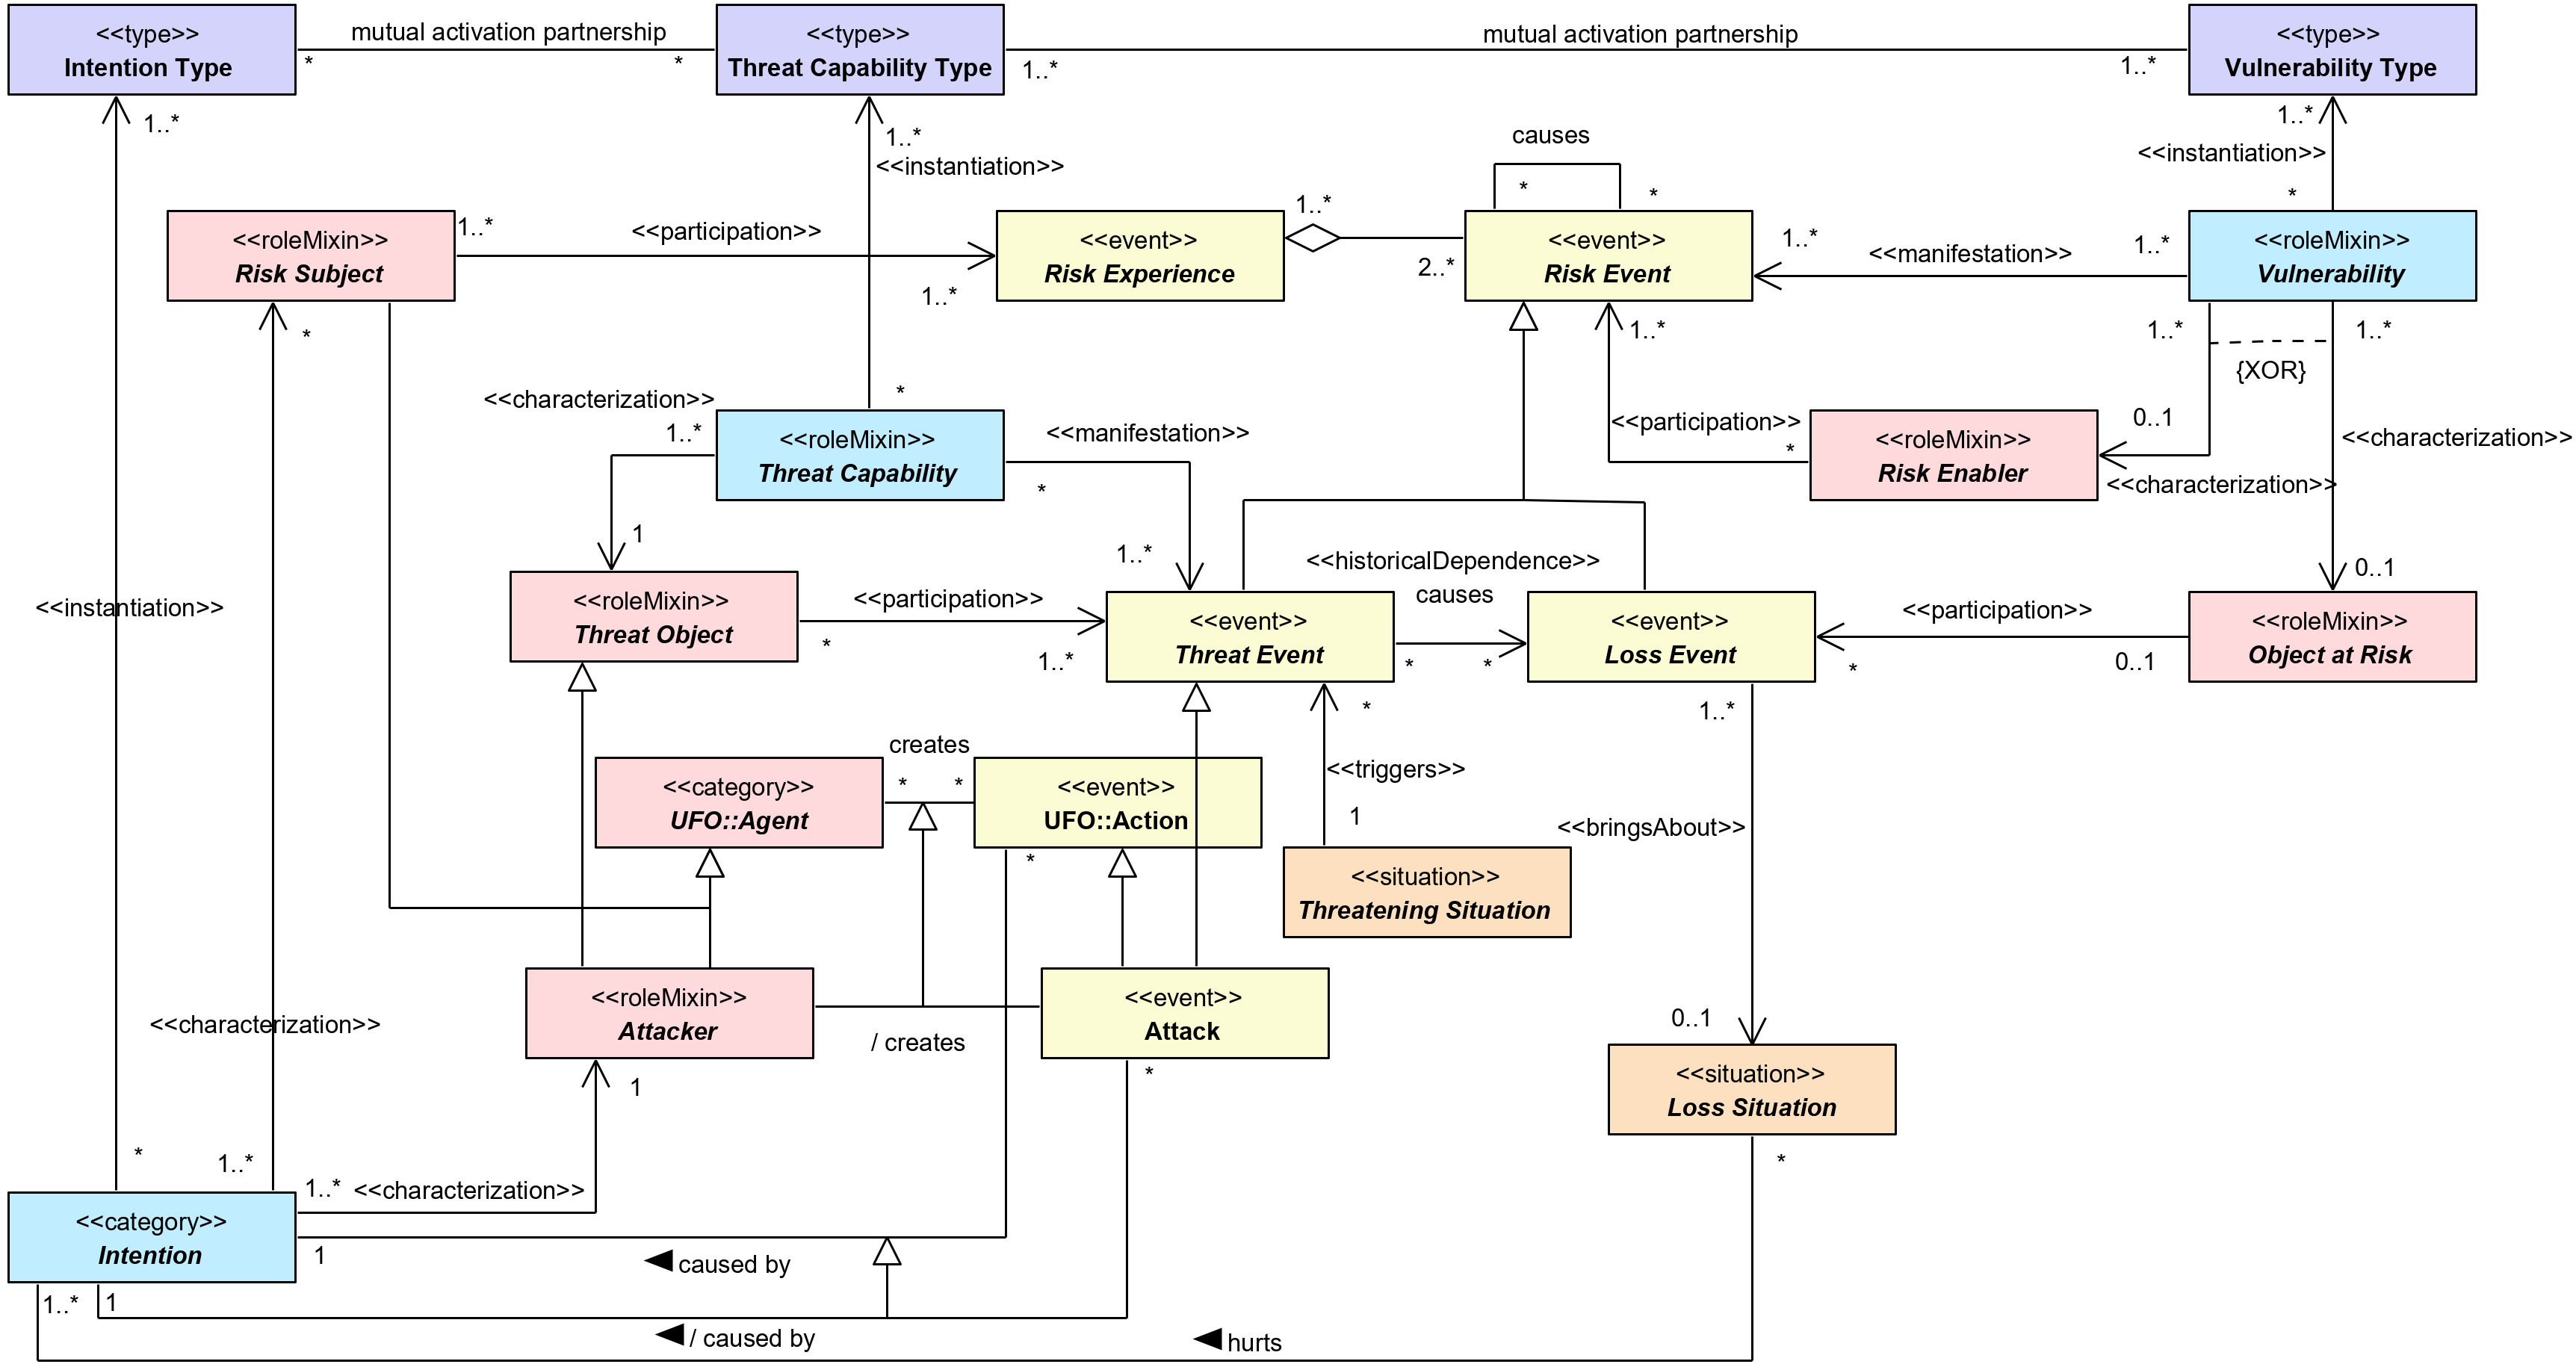 <<type>>
Intention Type
mutual activation partnership
*
*
<<type>>
Threat Capability Type
mutual activation partnership
1..*
1..*
<<type>>
Vulnerability Type
1..*
1..*
<<instantiation>>
causes
*
*
1..*
<<instantiation>>
*
<<roleMixin>>
Risk Subject
1..*
<<participation>>
1..*
<<event>>
Risk Experience
1..*
2..*
<<event>>
Risk Event
1..*
<<manifestation>>
1..*
<<roleMixin>>
Vulnerability
*
1..*
1..*
1..*
{XOR}
<<characterization>>
1..*
*
<<roleMixin>>
Threat Capability
<<manifestation>>
*
<<participation>>
*
<<roleMixin>>
Risk Enabler
0..1
<<characterization>>
<<characterization>>
1
1..*
<<historicalDependence>>
causes
0..1
<<instantiation>>
<<roleMixin>>
Threat Object
<<participation>>
*
1..*
<<event>>
Threat Event
*
*
<<event>>
Loss Event
<<participation>>
*
0..1
<<roleMixin>>
Object at Risk
*
1..*
creates
*
*
<<category>>
UFO::Agent
<<event>>
UFO::Action
*
<<triggers>>
1
<<bringsAbout>>
<<situation>>
Threatening Situation
<<roleMixin>>
Attacker
/ creates
<<event>>
Attack
<<characterization>>
0..1
1
*
<<situation>>
Loss Situation
*
*
1..*
1..*
<<characterization>>
<<category>>
Intention
1
caused by
1..*
1
/ caused by
hurts